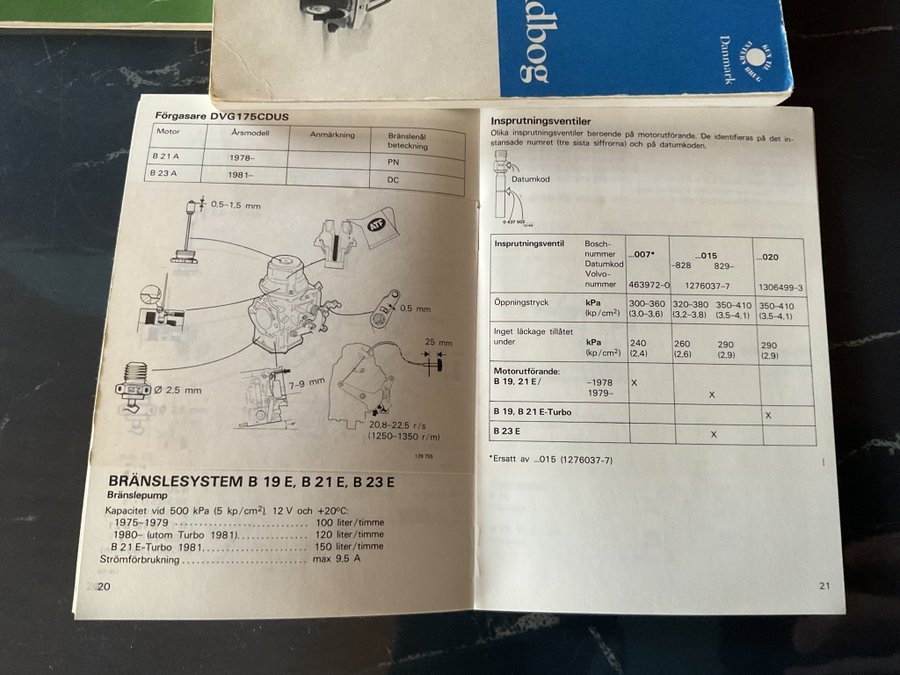 dbog
KUN TIL
INTERN BRUG
Danmark
Förgasare DVG175CDUS
Motor Årsmodell Anmärkning Bränslenål
beteckning
B 21 A 1978– PN
B 23 A 1981– DC
0,5–1,5 mm
ATF
0,5 mm
25 mm
Ø 2,5 mm
7–9 mm
20,8–22,5 r/s
(1250–1350 r/m)
129 755
BRÄNSLESYSTEM B 19 E, B 21 E, B 23 E
Bränslepump
Kapacitet vid 500 kPa (5 kp/cm²), 12 V och +20°C:
1975–1979 ............................ 100 liter/timme
1980– (utom Turbo 1981)................ 120 liter/timme
B 21 E-Turbo 1981...................... 150 liter/timme
Strömförbrukning .......................... max 9,5 A
20
Insprutningsventiler
Olika insprutningsventiler beroende på motorutförande. De identifieras på det in-
stansade numret (tre sista siffrorna) och på datumkoden.
Datumkod
0 437 502
Insprutningsventil Bosch-
nummer ...007* ...015 ...020
Datumkod –828 829–
Volvo-
nummer 463972-0 1276037-7 1306499-3
Öppningstryck kPa 300–360 320–380 350–410 350–410
(kp/cm²) (3,0–3,6) (3,2–3,8) (3,5–4,1) (3,5–4,1)
Inget läckage tillåtet
under kPa 240 260 290 290
(kp/cm²) (2,4) (2,6) (2,9) (2,9)
Motorutförande:
B 19, 21 E/ –1978 X
1979– X
B 19, B 21 E-Turbo X
B 23 E X
*Ersatt av ...015 (1276037-7)
21